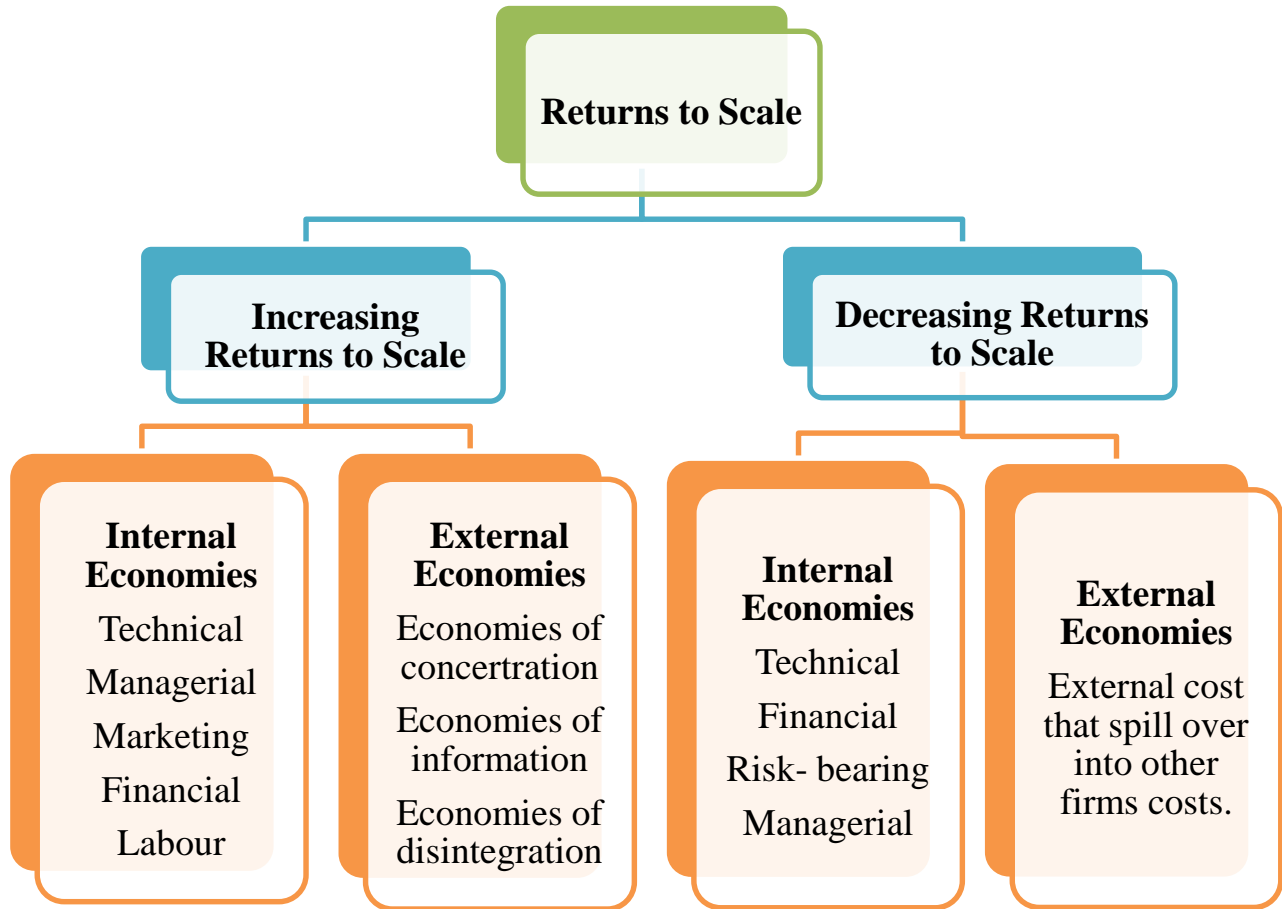 Returns to Scale
Increasing
Returns to Scale
Decreasing Returns
to Scale
Internal
Economies
Technical
Managerial
Marketing
Financial
Labour
External
Economies
Economies of
concertration
Economies of
information
Economies of
disintegration
Internal
Economies
Technical
Financial
Risk- bearing
Managerial
External
Economies
External cost
that spill over
into other
firms costs.